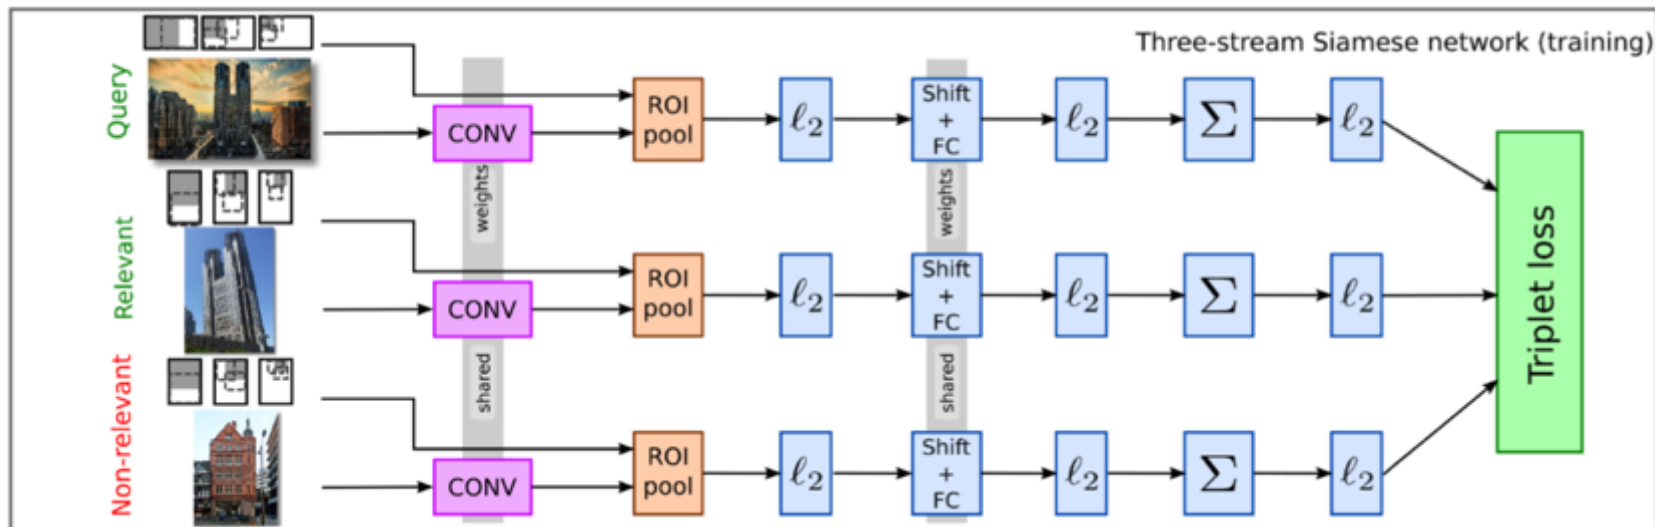 Three-stream Siamese network (training)
Query
CONV
ROI
pool
ℓ2
Shift
+
FC
ℓ2
Σ
ℓ2
weights
weights
Relevant
CONV
ROI
pool
ℓ2
Shift
+
FC
ℓ2
Σ
ℓ2
Triplet loss
shared
shared
Non-relevant
CONV
ROI
pool
ℓ2
Shift
+
FC
ℓ2
Σ
ℓ2